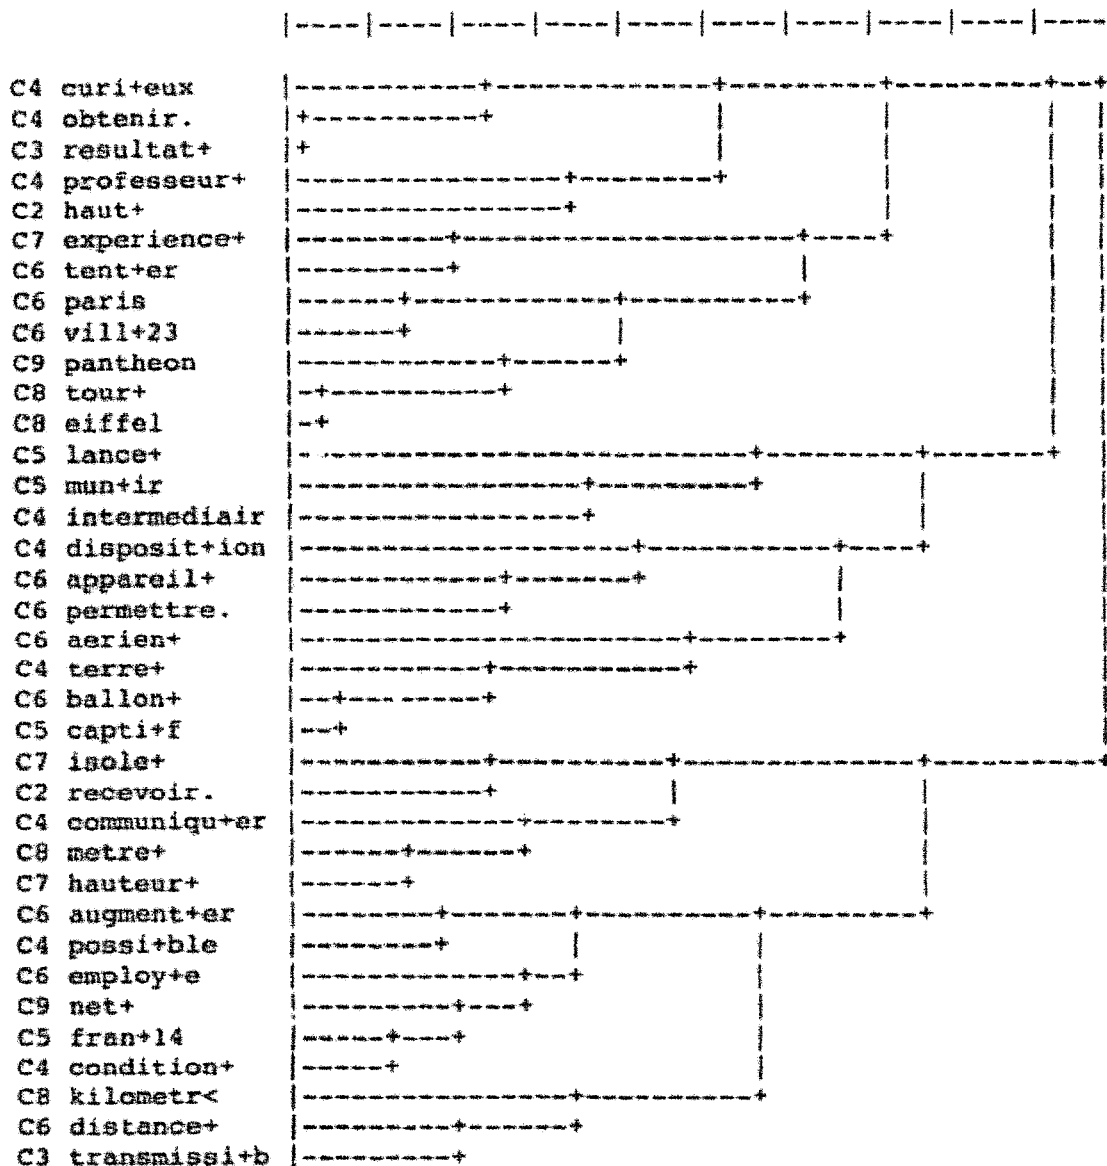 C4 curi+eux
C4 obtenir.
C3 resultat+
C4 professeur+
C2 haut+
C7 experience+
C6 tent+er
C6 paris
C6 vill+23
C9 pantheon
C8 tour+
C8 eiffel
C5 lance+
C5 mun+ir
C4 intermediair
C4 disposit+ion
C6 appareil+
C6 permettre.
C6 aerien+
C4 terre+
C6 ballon+
C5 capti+f
C7 isole+
C2 recevoir.
C4 communiqu+er
C8 metre+
C7 hauteur+
C6 augment+er
C4 possi+ble
C6 employ+e
C9 net+
C5 fran+14
C4 condition+
C8 kilometr<
C6 distance+
C3 transmissi+b